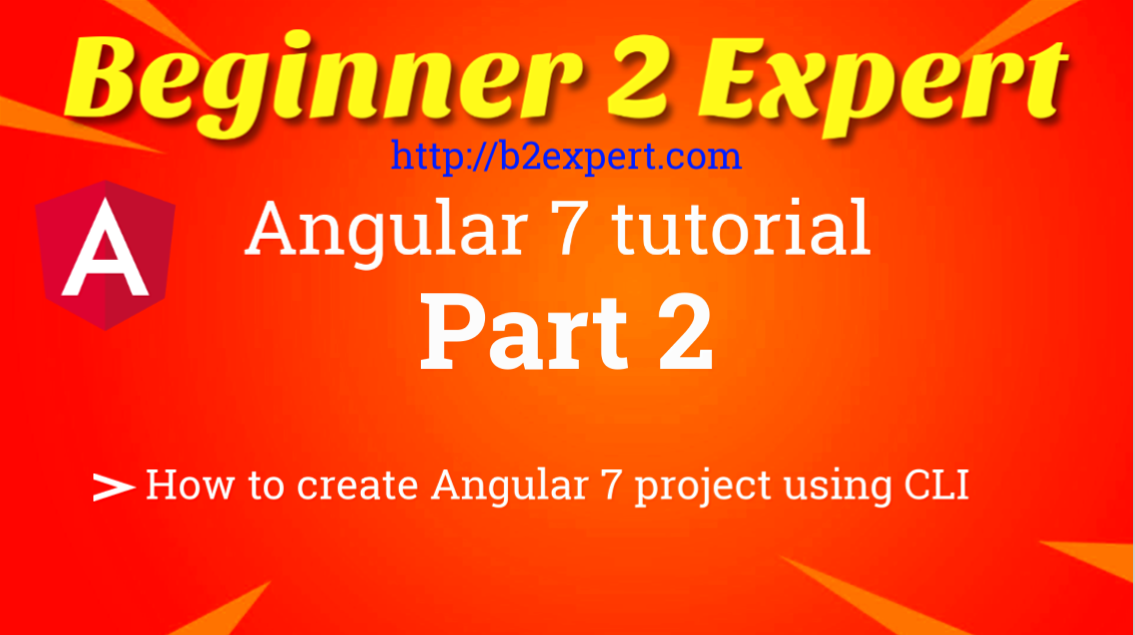 Beginner 2 Expert
http://b2expert.com
A
Angular 7 tutorial
Part 2
➢ How to create Angular 7 project using CLI